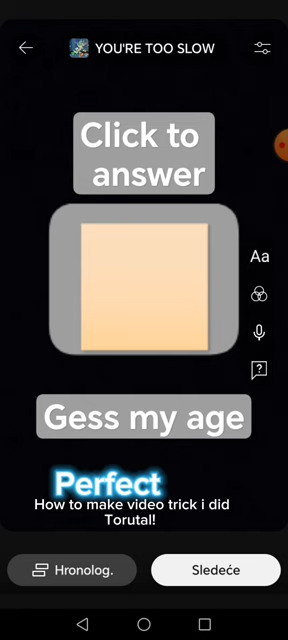 YOU'RE TOO SLOW
Click to
answer
Aa
Gess my age
Perfect
How to make video trick i did
Torutal!
Hronolog.
Sledeće